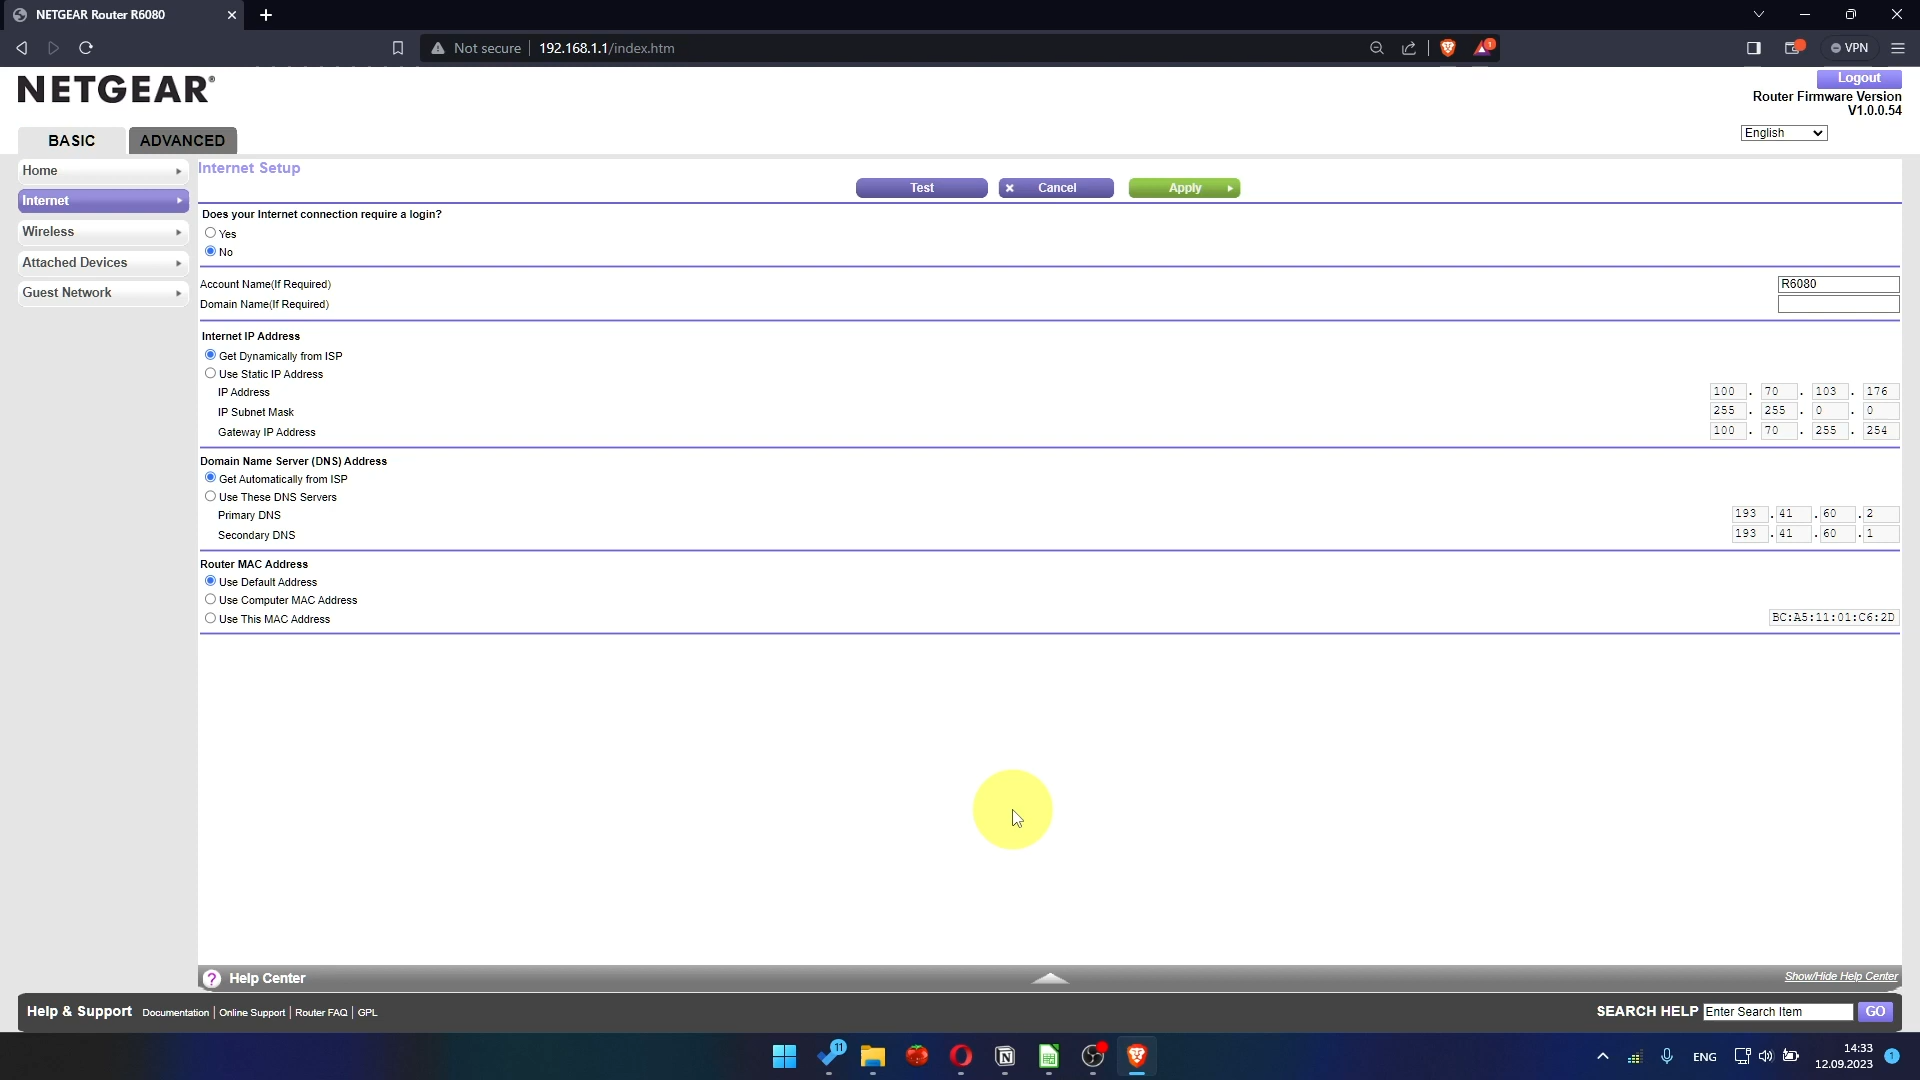 NETGEAR Router R6080
Not secure 192.168.1.1/index.htm 1 VPN
NETGEAR®
Logout
Router Firmware Version
V1.0.0.54
English
BASIC ADVANCED
Home
Internet
Wireless
Attached Devices
Guest Network
Internet Setup
Test Cancel Apply
Does your Internet connection require a login?
Yes
No
Account Name(If Required) R6080
Domain Name(If Required)
Internet IP Address
Get Dynamically from ISP
Use Static IP Address
IP Address 100 . 70 . 103 . 176
IP Subnet Mask 255 . 255 . 0 . 0
Gateway IP Address 100 . 70 . 255 . 254
Domain Name Server (DNS) Address
Get Automatically from ISP
Use These DNS Servers
Primary DNS 193 . 41 . 60 . 2
Secondary DNS 193 . 41 . 60 . 1
Router MAC Address
Use Default Address
Use Computer MAC Address
Use This MAC Address BC:A5:11:01:C6:2D
? Help Center Show/Hide Help Center
Help & Support Documentation | Online Support | Router FAQ | GPL SEARCH HELP Enter Search Item GO
11 ENG 14:33 1
12.09.2023